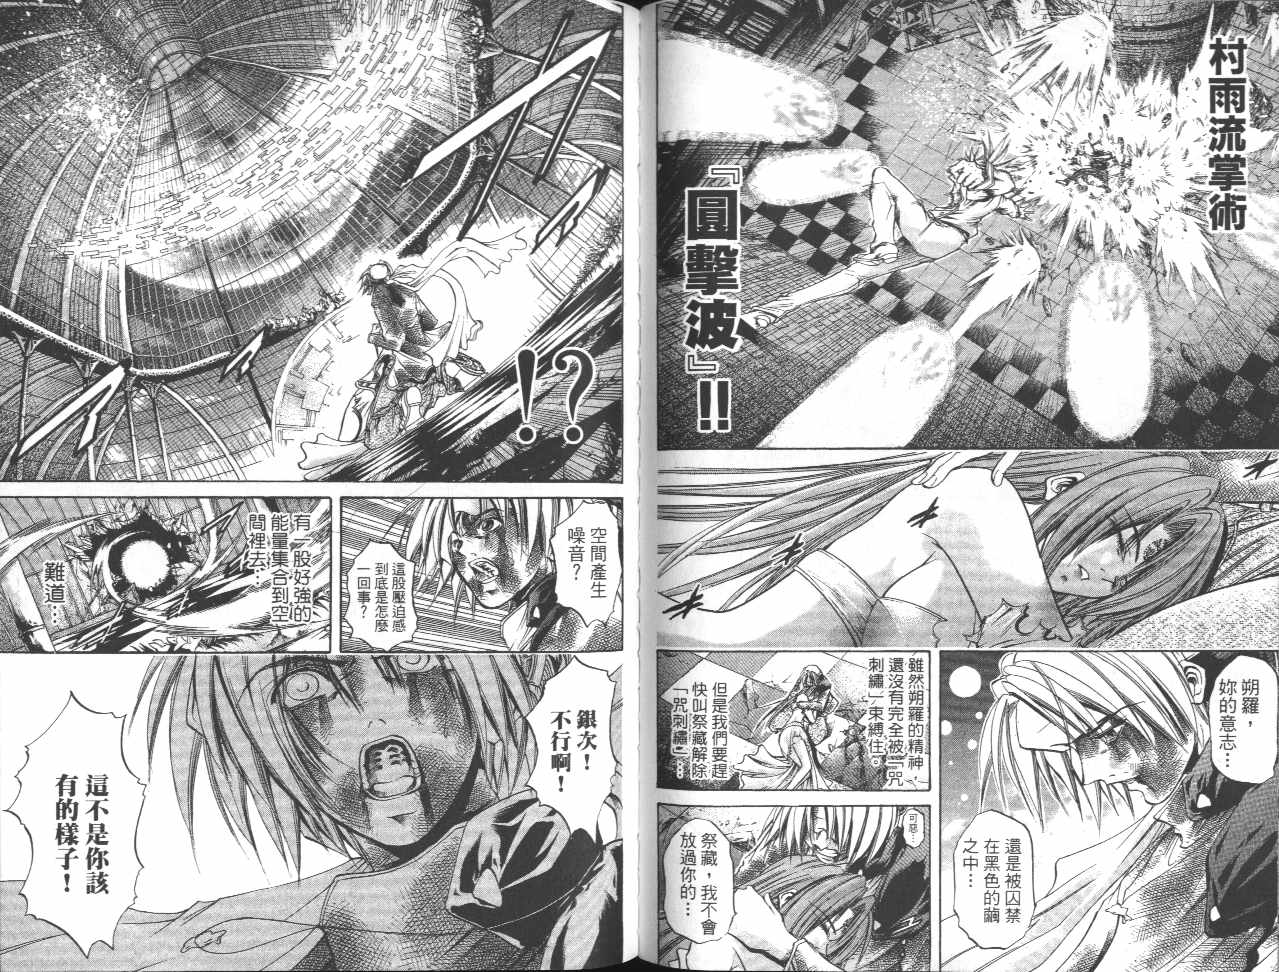 村雨流掌術
『圓擊波』!!
朔羅，
妳的意志…
還是被囚禁
在黑色的繭
之中…
雖然朔羅的精神，
還沒有完全被「咒
刺繡」束縛住。
但是我們要趕
快叫祭藏解除
「咒刺繡」…
可惡…
祭藏，我不會
放過你的…
!?
空間產生
噪音？
這股壓迫感
到底是怎麼
一回事？
有一股好強的
能量集合到空
間裡去…
難道…
銀次！
不行啊！
這不是你該
有的樣子！